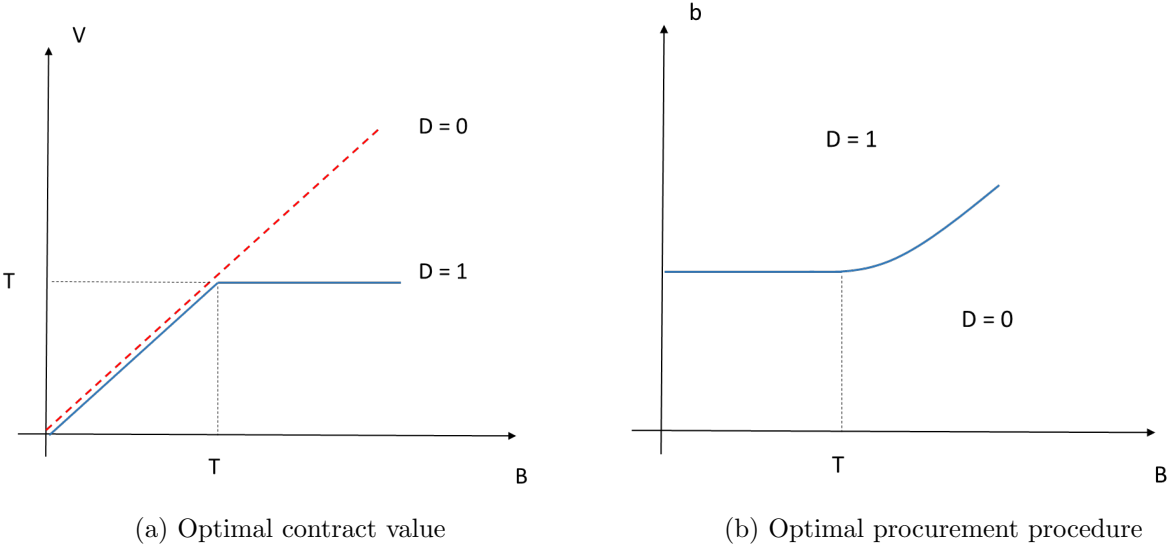 V
D = 0
D = 1
T
T
B
(a) Optimal contract value
b
D = 1
D = 0
T
B
(b) Optimal procurement procedure